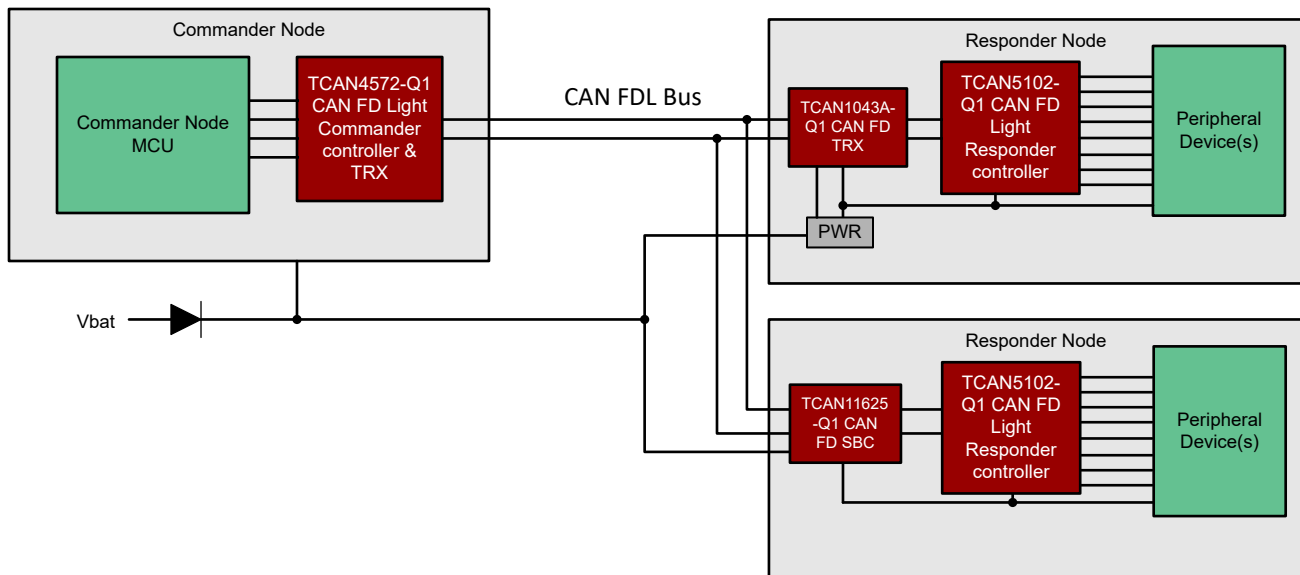 Commander Node
Commander Node
MCU
TCAN4572-Q1
CAN FD Light
Commander
controller &
TRX
CAN FDL Bus
Vbat
Responder Node
TCAN1043A-
Q1 CAN FD
TRX
PWR
TCAN5102-
Q1 CAN FD
Light
Responder
controller
Peripheral
Device(s)
Responder Node
TCAN11625
-Q1 CAN
FD SBC
TCAN5102-
Q1 CAN FD
Light
Responder
controller
Peripheral
Device(s)